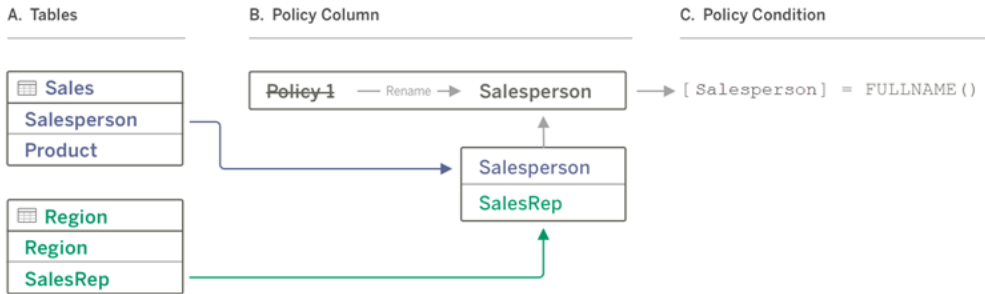 A. Tables
B. Policy Column
C. Policy Condition
Sales
Salesperson
Product
Region
Region
SalesRep
Policy 1
Rename
Salesperson
Salesperson
SalesRep
[Salesperson] = FULLNAME()